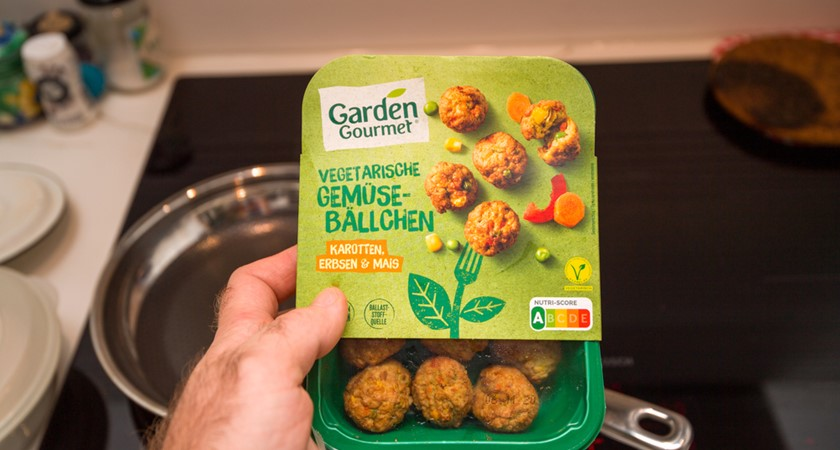 Garden
Gourmet®
VEGETARISCHE
GEMÜSE-
BÄLLCHEN
KAROTTEN,
ERBSEN & MAIS
BALLAST-
STOFF-
QUELLE
NUTRI-SCORE
A B C D E